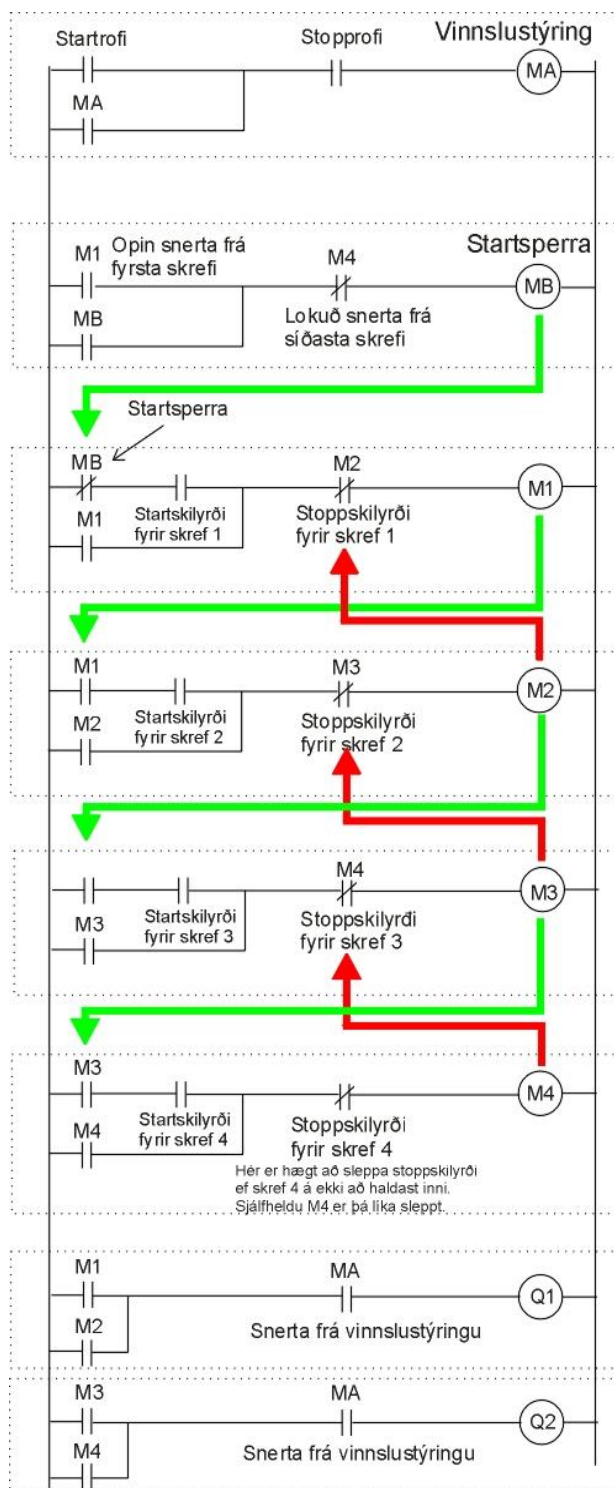 Vinnslustýring
Startrofi
Stopprofi
MA
MA
Startsperra
M1
Opin snerta frá
fyrsta skrefi
M4
MB
MB
Lokuð snerta frá
síðasta skrefi
Startsperra
MB
M2
M1
M1
Startskilyrði
fyrir skref 1
Stoppskilyrði
fyrir skref 1
M1
M3
M2
M2
Startskilyrði
fyrir skref 2
Stoppskilyrði
fyrir skref 2
M4
M3
M3
Startskilyrði
fyrir skref 3
Stoppskilyrði
fyrir skref 3
M3
M4
M4
Startskilyrði
fyrir skref 4
Stoppskilyrði
fyrir skref 4
Hér er hægt að sleppa stoppskilyrði
ef skref 4 á ekki að haldast inni.
Sjálfheldu M4 er þá líka sleppt.
M1
MA
Q1
M2
Snerta frá vinnslustýringu
M3
MA
Q2
M4
Snerta frá vinnslustýringu